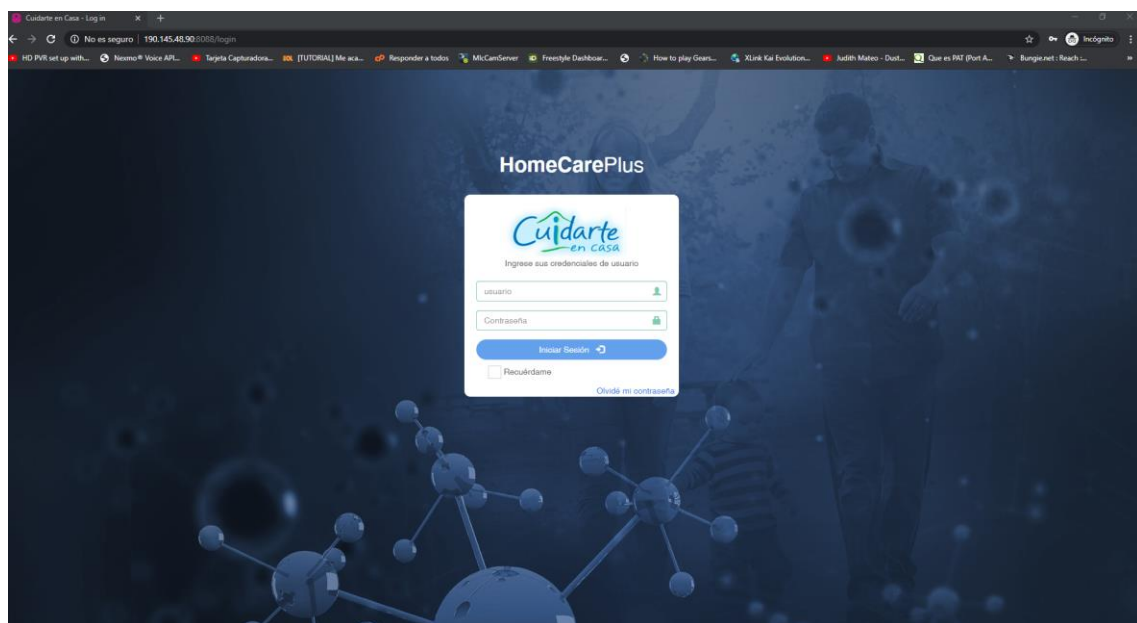 Cuidarte en Casa - Log in
No es seguro | 190.145.48.90:8088/login
Incógnito
HD PVR set up with... Nexmo® Voice API... Tarjeta Capturadora... [TUTORIAL] Me aca... Responder a todos MicCamServer Freestyle Dashboar... How to play Gears... XLink Kai Evolution... Judith Mateo - Dust... Que es PAT (Port A... Bungie.net : Reach :...
HomeCarePlus
Cuidarte
en casa
Ingrese sus credenciales de usuario
usuario
Contraseña
Iniciar Sesión
Recuérdame
Olvidé mi contraseña